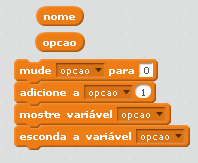 nome
opcao
mude opcao para 0
adicione a opcao 1
mostre variável opcao
esconda a variável opcao